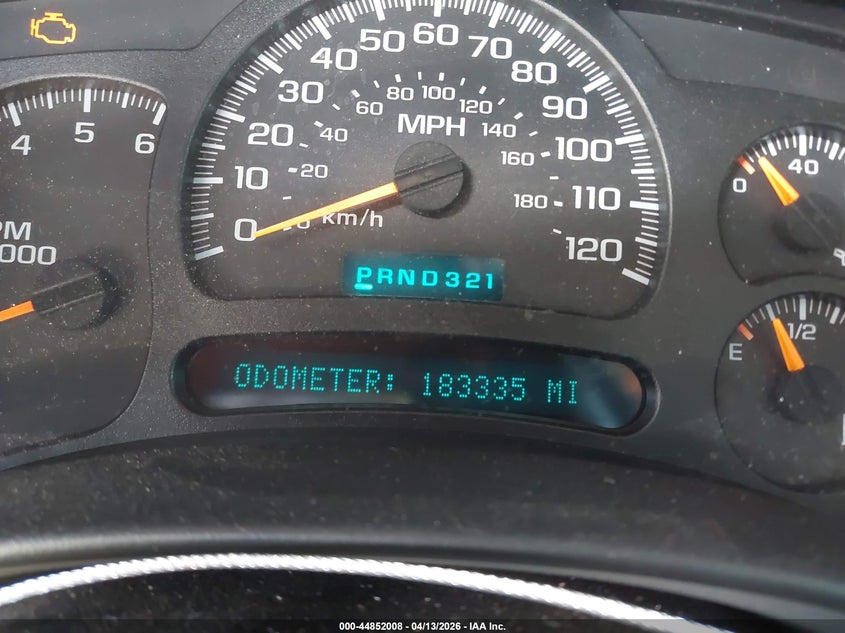 50 60 70
40 80
30 60 80 100 120 90
20 40 MPH 140 100
10 20 160 110
0 0 km/h 180 120
4 5 6
PM
000
PRND321
ODOMETER: 183335 MI
0 40
E 1/2
000-44852008 - 04/13/2026 - IAA Inc.